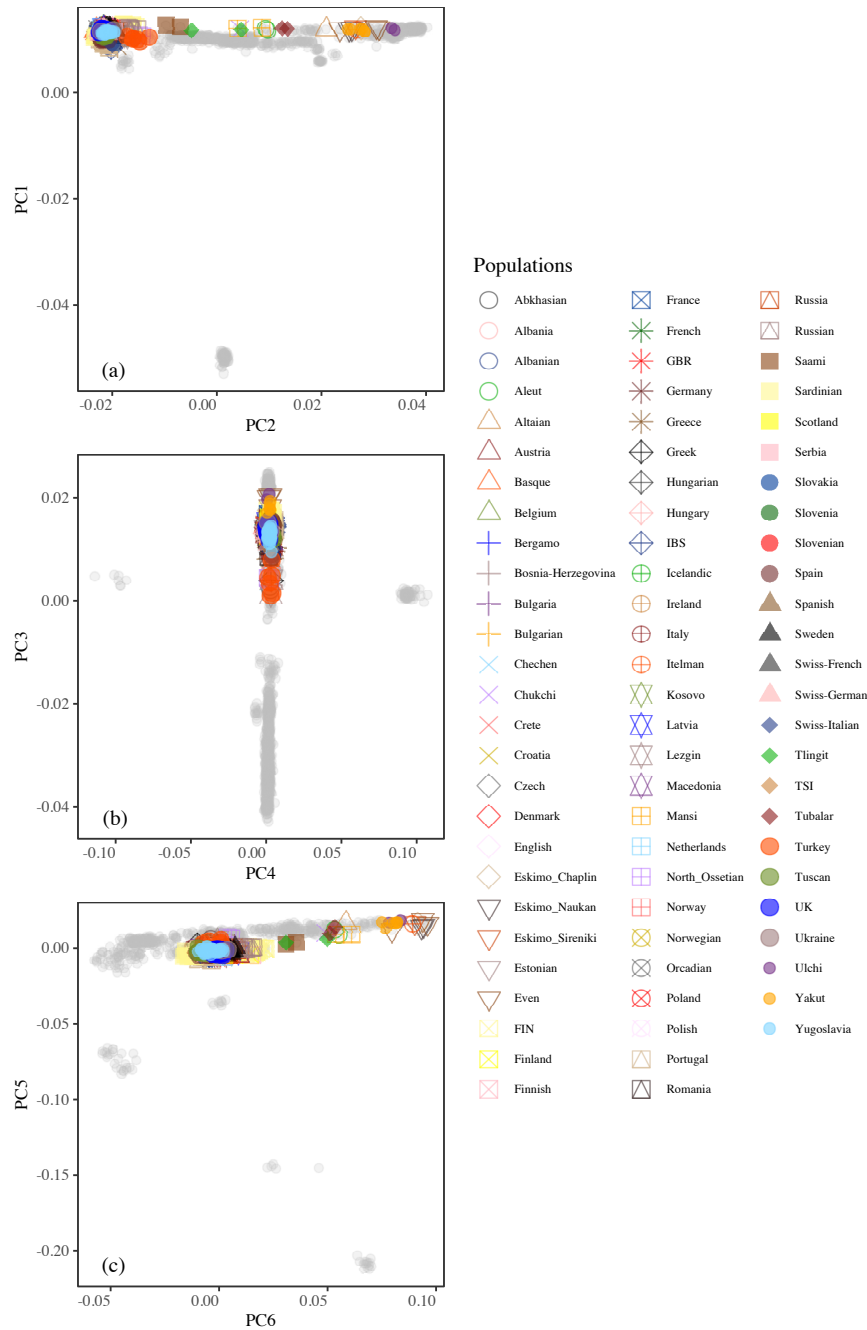 0.00
-0.02
-0.04
PC1
(a)
-0.02
0.00
0.02
0.04
PC2
0.02
0.00
-0.02
-0.04
PC3
(b)
-0.10
-0.05
0.00
0.05
0.10
PC4
0.00
-0.05
-0.10
-0.15
-0.20
PC5
(c)
-0.05
0.00
0.05
0.10
PC6
Populations
Abkhasian
Albania
Albanian
Aleut
Altaian
Austria
Basque
Belgium
Bergamo
Bosnia-Herzegovina
Bulgaria
Bulgarian
Chechen
Chukchi
Crete
Croatia
Czech
Denmark
English
Eskimo_Chaplin
Eskimo_Naukan
Eskimo_Sireniki
Estonian
Even
FIN
Finland
Finnish
France
French
GBR
Germany
Greece
Greek
Hungarian
Hungary
IBS
Icelandic
Ireland
Italy
Itelman
Kosovo
Latvia
Lezgin
Macedonia
Mansi
Netherlands
North_Ossetian
Norway
Norwegian
Orcadian
Poland
Polish
Portugal
Romania
Russia
Russian
Saami
Sardinian
Scotland
Serbia
Slovakia
Slovenia
Slovenian
Spain
Spanish
Sweden
Swiss-French
Swiss-German
Swiss-Italian
Tlingit
TSI
Tubalar
Turkey
Tuscan
UK
Ukraine
Ulchi
Yakut
Yugoslavia